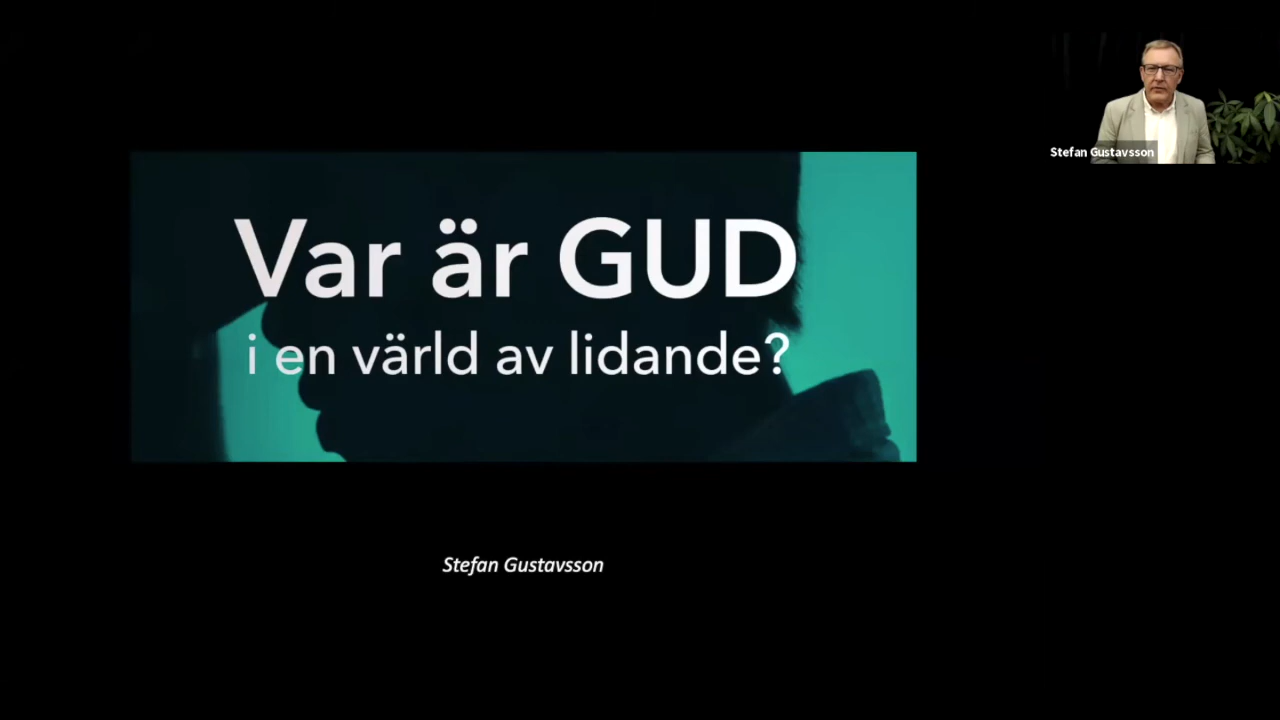 Stefan Gustavsson
Var är GUD
i en värld av lidande?
Stefan Gustavsson